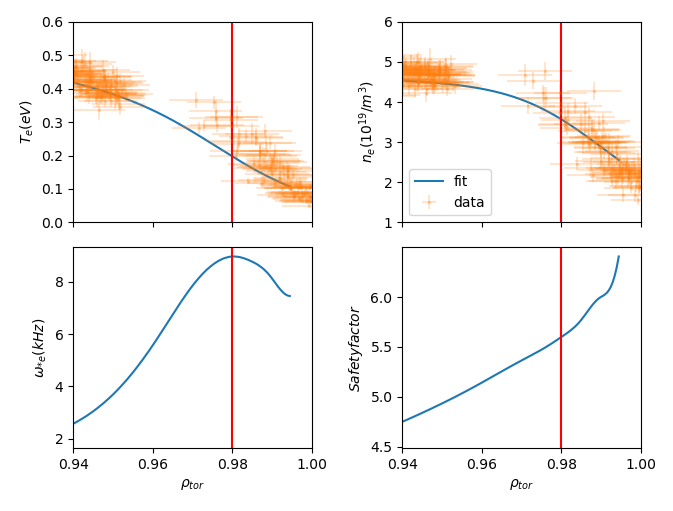 0.6
0.5
0.4
0.3
0.2
0.1
0.0
T_e(eV)
6
5
4
3
2
1
n_e(10^19/m^3)
fit
data
8
6
4
2
ω_*e(kHz)
0.94 0.96 0.98 1.00
ρ_tor
6.0
5.5
5.0
4.5
Safetyfactor
0.94 0.96 0.98 1.00
ρ_tor